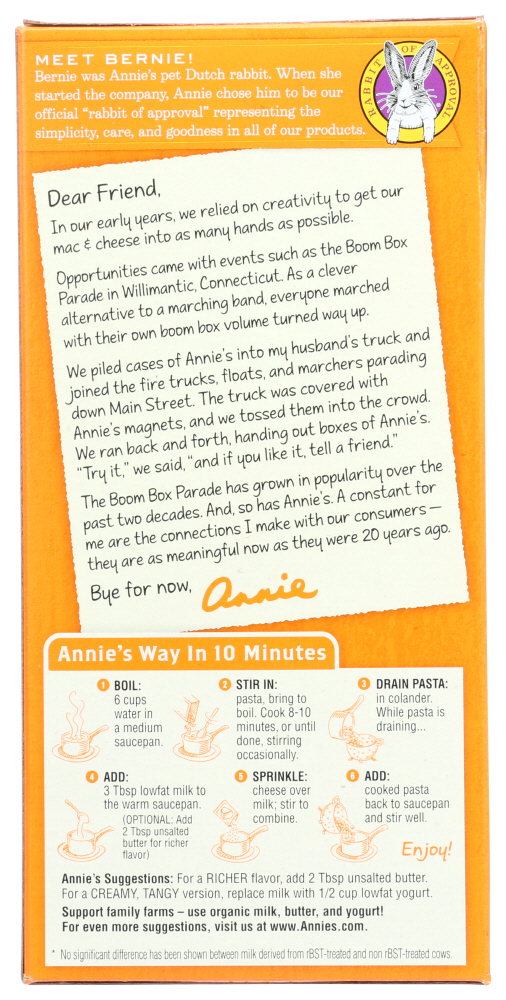 MEET BERNIE!
Bernie was Annie's pet Dutch rabbit. When she
started the company, Annie chose him to be our
official "rabbit of approval" representing the
simplicity, care, and goodness in all of our products.
RABBIT OF APPROVAL
Dear Friend,
In our early years, we relied on creativity to get our
mac & cheese into as many hands as possible.
Opportunities came with events such as the Boom Box
Parade in Willimantic, Connecticut. As a clever
alternative to a marching band, everyone marched
with their own boom box volume turned way up.
We piled cases of Annie's into my husband's truck and
joined the fire trucks, floats, and marchers parading
down Main Street. The truck was covered with
Annie's magnets, and we tossed them into the crowd.
We ran back and forth, handing out boxes of Annie's.
"Try it," we said, "and if you like it, tell a friend."
The Boom Box Parade has grown in popularity over the
past two decades. And, so has Annie's. A constant for
me are the connections I make with our consumers —
they are as meaningful now as they were 20 years ago.
Bye for now, Annie
Annie's Way In 10 Minutes
1 BOIL:
6 cups
water in
a medium
saucepan.
2 STIR IN:
pasta, bring to
boil. Cook 8-10
minutes, or until
done, stirring
occasionally.
3 DRAIN PASTA:
in colander.
While pasta is
draining...
4 ADD:
3 Tbsp lowfat milk to
the warm saucepan.
(OPTIONAL: Add
2 Tbsp unsalted
butter for richer
flavor)
5 SPRINKLE:
cheese over
milk; stir to
combine.
6 ADD:
cooked pasta
back to saucepan
and stir well.
Enjoy!
Annie's Suggestions: For a RICHER flavor, add 2 Tbsp unsalted butter.
For a CREAMY, TANGY version, replace milk with 1/2 cup lowfat yogurt.
Support family farms – use organic milk, butter, and yogurt!
For even more suggestions, visit us at www.Annies.com.
* No significant difference has been shown between milk derived from rBST-treated and non rBST-treated cows.